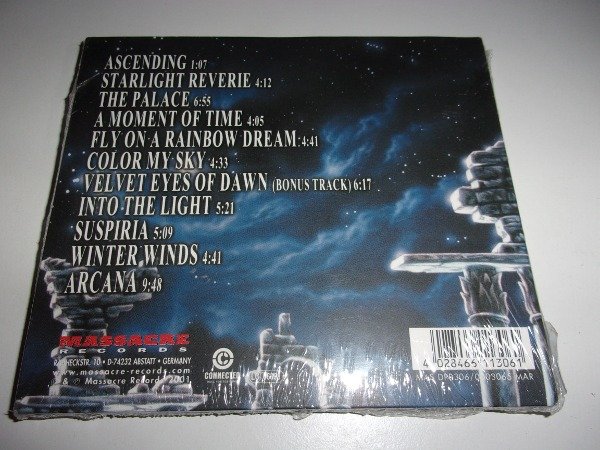 ASCENDING 1:07
STARLIGHT REVERIE 4:12
THE PALACE 6:55
A MOMENT OF TIME 4:05
FLY ON A RAINBOW DREAM 4:41
COLOR MY SKY 4:33
VELVET EYES OF DAWN (BONUS TRACK) 6:17
INTO THE LIGHT 5:21
SUSPIRIA 5:09
WINTER WINDS 4:41
ARCANA 9:48
MASSACRE
RECORDS
10 • D-74232 ABSTATT • GERMANY
www.massacre-records.com
& ℗ Massacre Records 2001
C
CONNECTED
4 028466 113061